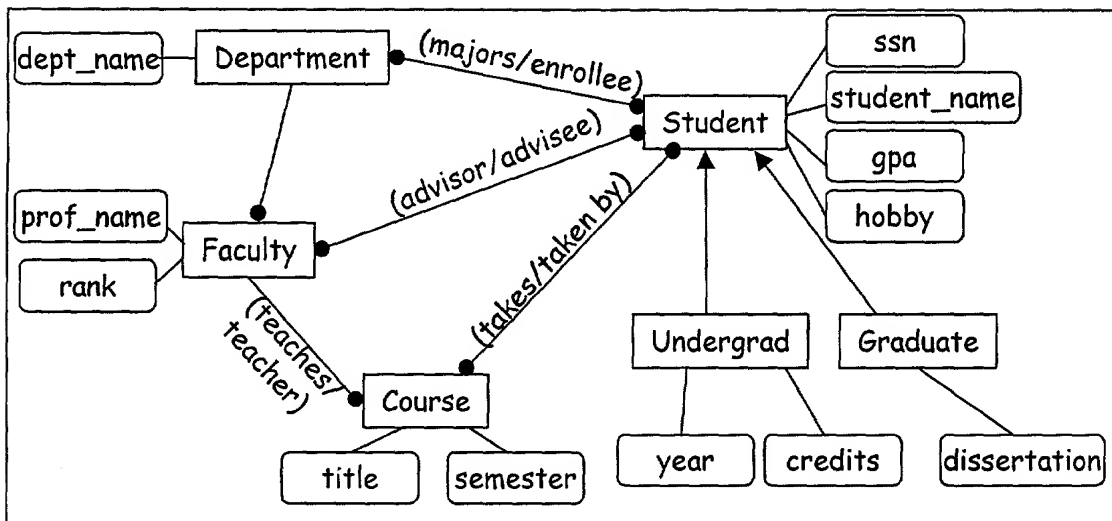 dept_name
Department
(majors/enrollee)
ssn
student_name
Student
gpa
hobby
(advisor/advisee)
prof_name
Faculty
rank
(takes/taken by)
(teaches/
teacher)
Undergrad
Graduate
Course
title
semester
year
credits
dissertation